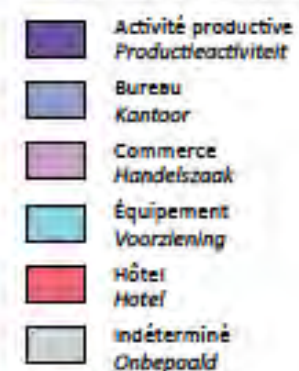 Activité productive
Productieactiviteit
Bureau
Kantoor
Commerce
Handelszaak
Équipement
Voorziening
Hôtel
Hotel
Indéterminé
Onbepaald